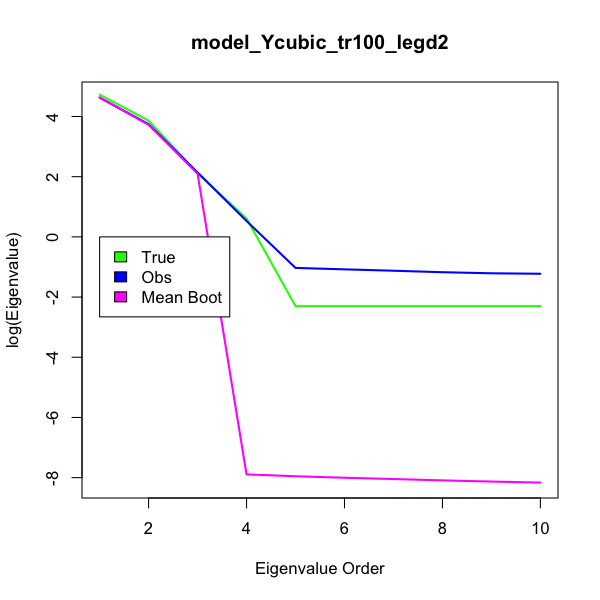 model_Ycubic_tr100_legd2
log(Eigenvalue)
4
2
0
-2
-4
-6
-8
True
Obs
Mean Boot
2 4 6 8 10
Eigenvalue Order